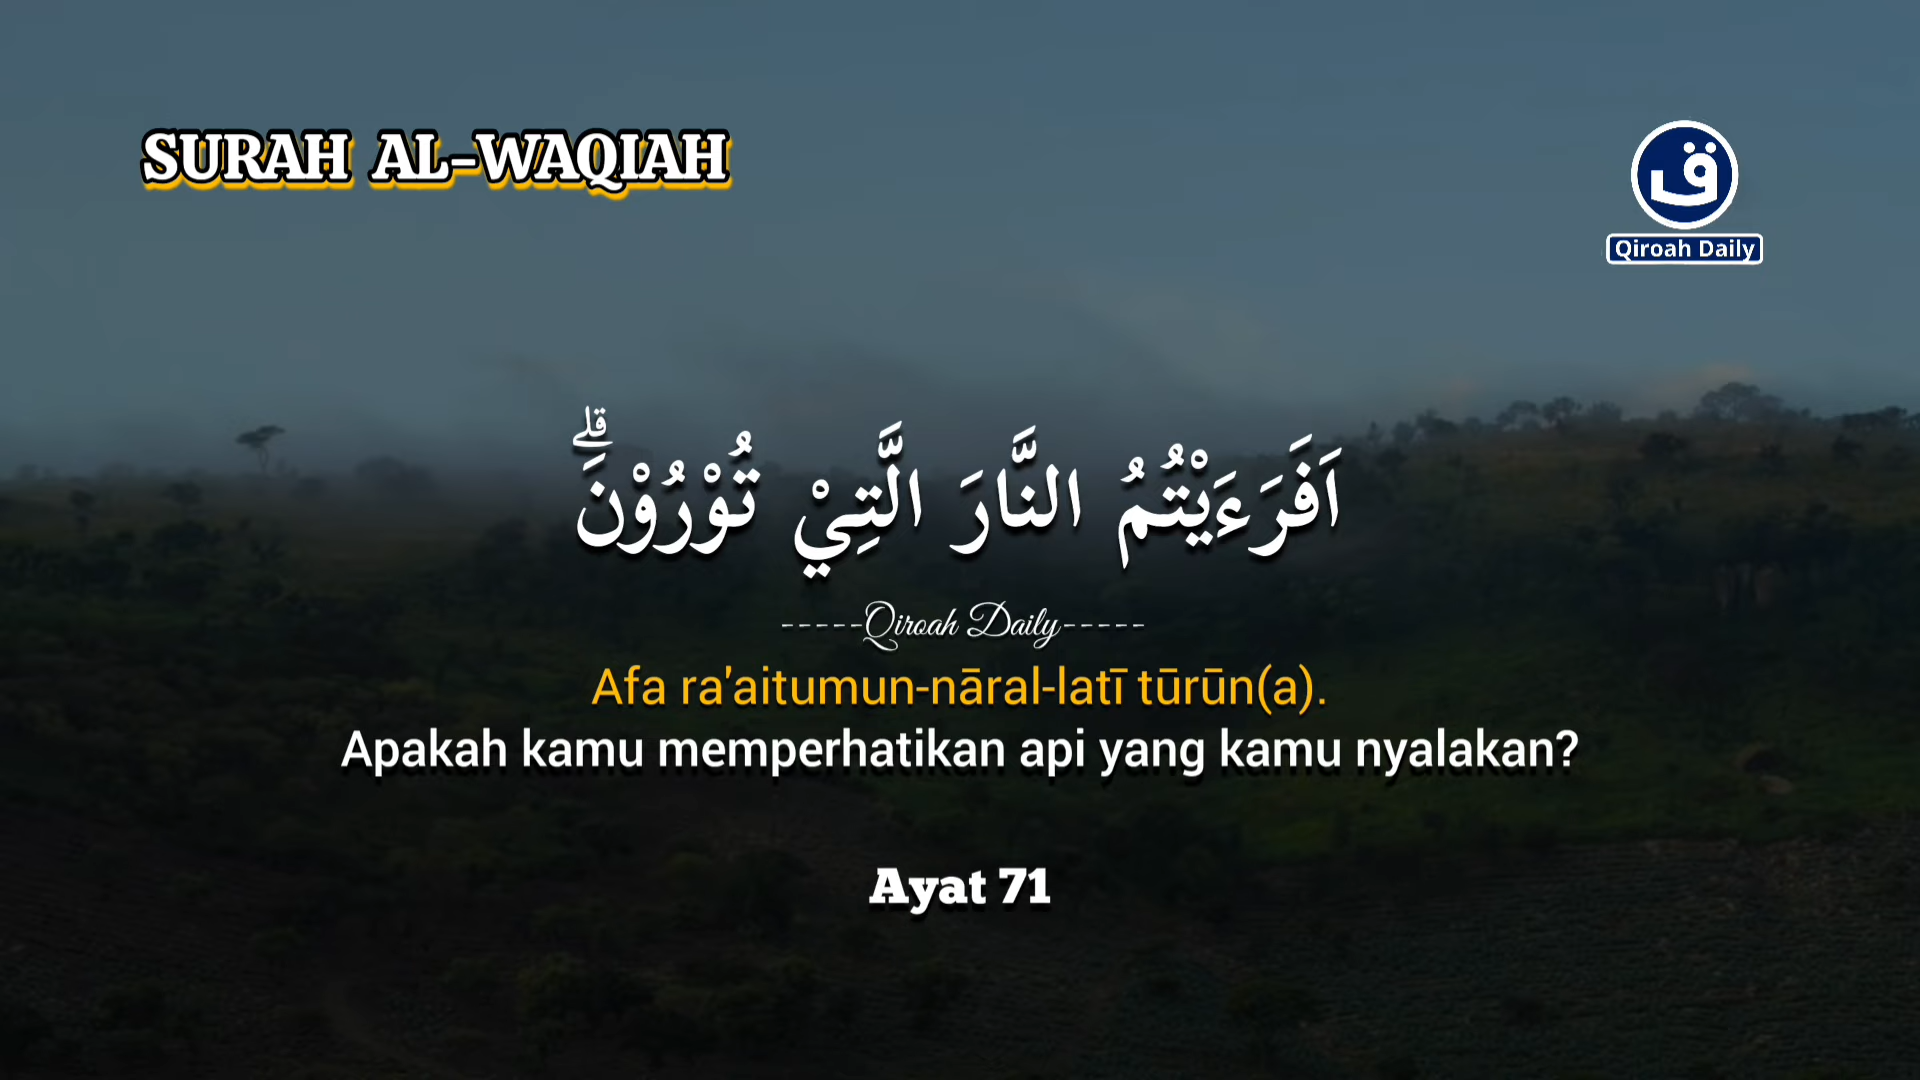 SURAH AL-WAQIAH
ق
Qiroah Daily
اَفَرَءَيْتُمُ النَّارَ الَّتِيْ تُوْرُوْنَۗ
-----Qiroah Daily-----
Afa ra'aitumun-nāral-latī tūrūn(a).
Apakah kamu memperhatikan api yang kamu nyalakan?
Ayat 71